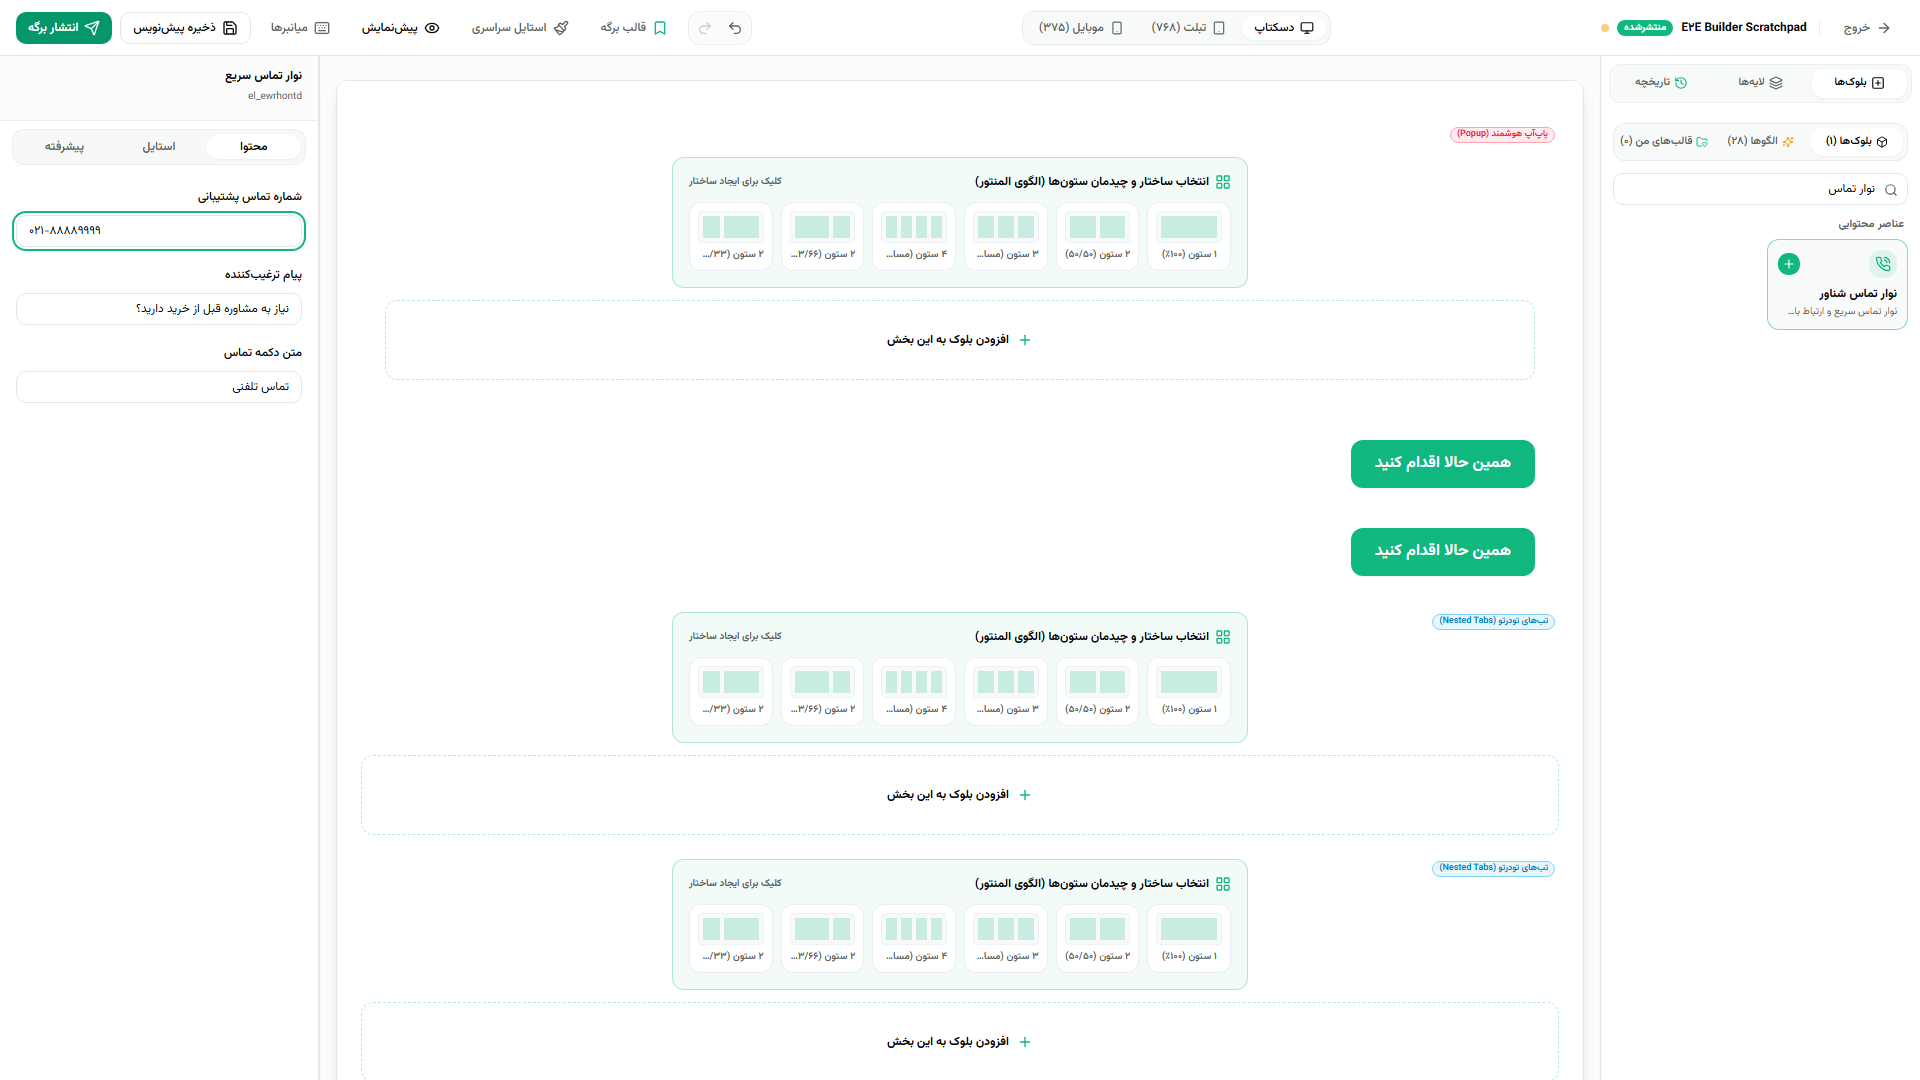 خروج
E2E Builder Scratchpad
منتشرشده
دسکتاپ
تبلت (۷۶۸)
موبایل (۳۷۵)
قالب برگه
استایل سراسری
پیش‌نمایش
میانبرها
ذخیره پیش‌نویس
انتشار برگه
بلوک‌ها
لایه‌ها
تاریخچه
بلوک‌ها (۱)
الگوها (۲۸)
قالب‌های من (۰)
نوار تماس
عناصر محتوایی
نوار تماس شناور
نوار تماس سریع و ارتباط با...
پاپ‌آپ هوشمند (Popup)
انتخاب ساختار و چیدمان ستون‌ها (الگوی المنتور)
کلیک برای ایجاد ساختار
۱ ستون (۱۰۰٪)
۲ ستون (۵۰/۵۰)
۳ ستون (مسا...
۴ ستون (مسا...
۲ ستون (۳/۶۶...
۲ ستون (۳۳/...
افزودن بلوک به این بخش
همین حالا اقدام کنید
همین حالا اقدام کنید
تب‌های تودرتو (Nested Tabs)
انتخاب ساختار و چیدمان ستون‌ها (الگوی المنتور)
کلیک برای ایجاد ساختار
۱ ستون (۱۰۰٪)
۲ ستون (۵۰/۵۰)
۳ ستون (مسا...
۴ ستون (مسا...
۲ ستون (۳/۶۶...
۲ ستون (۳۳/...
افزودن بلوک به این بخش
تب‌های تودرتو (Nested Tabs)
انتخاب ساختار و چیدمان ستون‌ها (الگوی المنتور)
کلیک برای ایجاد ساختار
۱ ستون (۱۰۰٪)
۲ ستون (۵۰/۵۰)
۳ ستون (مسا...
۴ ستون (مسا...
۲ ستون (۳/۶۶...
۲ ستون (۳۳/...
افزودن بلوک به این بخش
نوار تماس سریع
el_ewrhontd
محتوا
استایل
پیشرفته
شماره تماس پشتیبانی
۰۲۱-۸۸۸۸۹۹۹۹
پیام ترغیب‌کننده
نیاز به مشاوره قبل از خرید دارید؟
متن دکمه تماس
تماس تلفنی